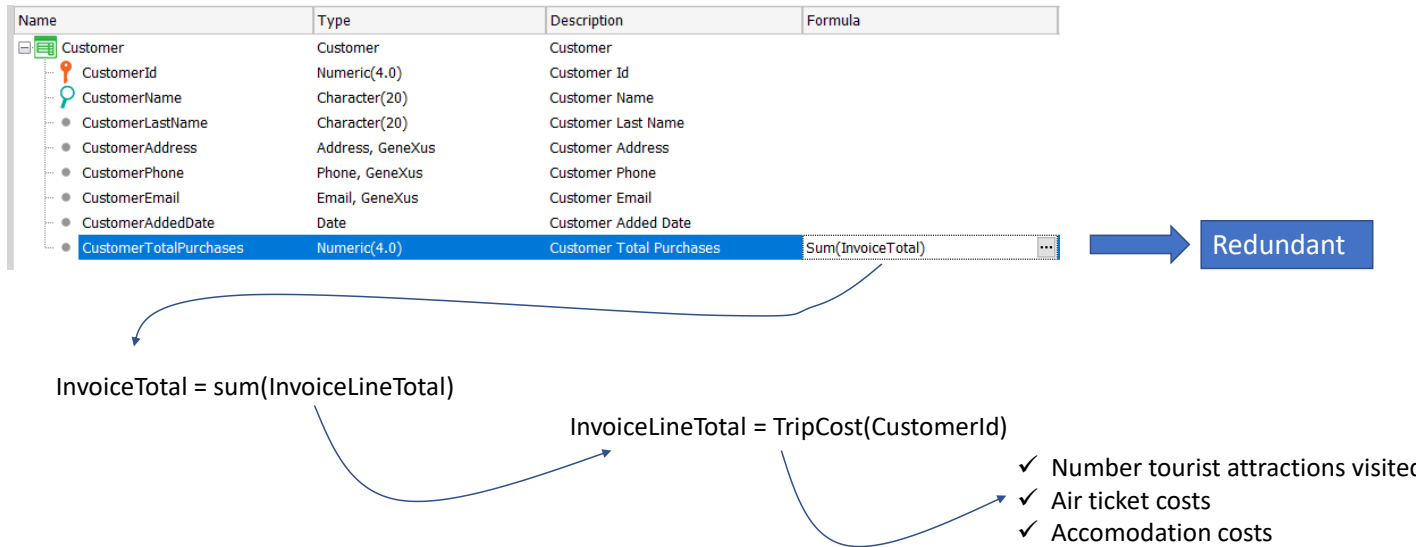 Name Type Description Formula
Customer Customer Customer
CustomerId Numeric(4.0) Customer Id
CustomerName Character(20) Customer Name
CustomerLastName Character(20) Customer Last Name
CustomerAddress Address, GeneXus Customer Address
CustomerPhone Phone, GeneXus Customer Phone
CustomerEmail Email, GeneXus Customer Email
CustomerAddedDate Date Customer Added Date
CustomerTotalPurchases Numeric(4.0) Customer Total Purchases Sum(InvoiceTotal) ...
Redundant
InvoiceTotal = sum(InvoiceLineTotal)
InvoiceLineTotal = TripCost(CustomerId)
✓ Number tourist attractions visited
✓ Air ticket costs
✓ Accomodation costs